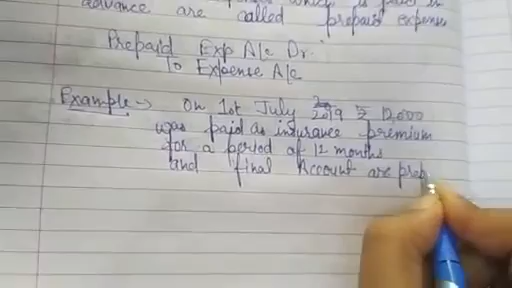 advance are called prepaid expense
Prepaid Exp A/c Dr.
To Expense A/c
Example → On 1st July 2019 ₹ 12,000
was paid as insurance premium
for a period of 12 months
and final Account are prep